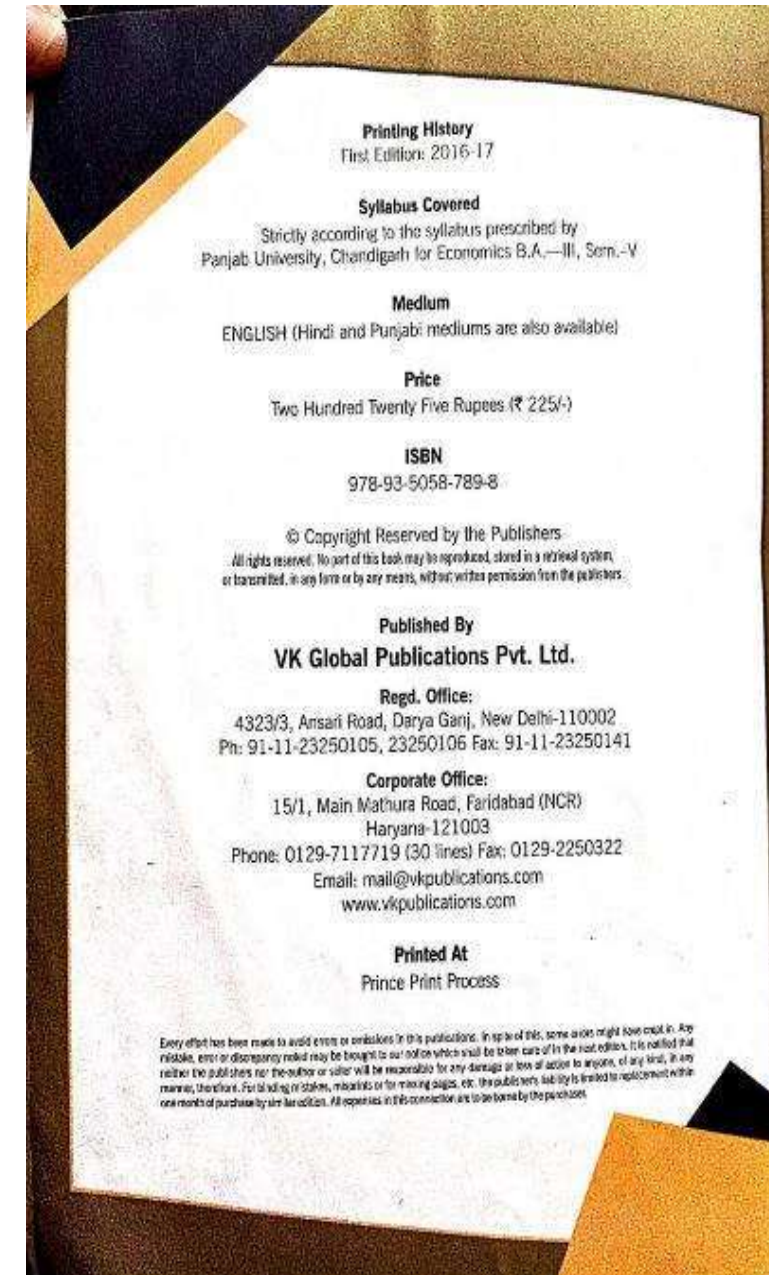 Printing History
First Edition: 2016-17
Syllabus Covered
Strictly according to the syllabus prescribed by
Panjab University, Chandigarh for Economics B.A.—III, Sem.-V
Medium
ENGLISH (Hindi and Punjabi mediums are also available)
Price
Two Hundred Twenty Five Rupees (₹ 225/-)
ISBN
978-93-5058-789-8
© Copyright Reserved by the Publishers
All rights reserved. No part of this book may be reproduced, stored in a retrieval system,
or transmitted, in any form or by any means, without written permission from the publishers.
Published By
VK Global Publications Pvt. Ltd.
Regd. Office:
4323/3, Ansari Road, Darya Ganj, New Delhi-110002
Ph: 91-11-23250105, 23250106 Fax: 91-11-23250141
Corporate Office:
15/1, Main Mathura Road, Faridabad (NCR)
Haryana-121003
Phone: 0129-7117719 (30 lines) Fax: 0129-2250322
Email: mail@vkpublications.com
www.vkpublications.com
Printed At
Prince Print Process
Every effort has been made to avoid errors or omissions in this publications. In spite of this, some errors might have crept in. Any
mistake, error or discrepancy noted may be brought to our notice which shall be taken care of in the next edition. It is notified that
neither the publishers nor the author or seller will be responsible for any damage or loss of action to anyone, of any kind, in any
manner, therefrom. For binding mistakes, misprints or for missing pages, etc. the publisher's liability is limited to replacement within
one month of purchase by similar edition. All expenses in this connection are to be borne by the purchaser.